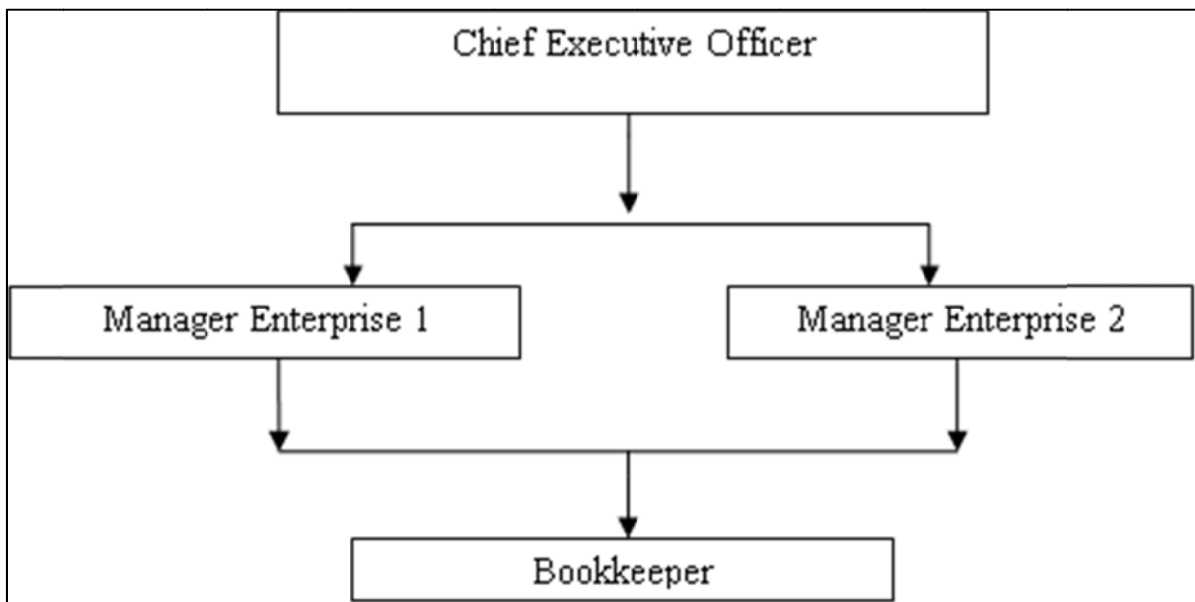 Chief Executive Officer
Manager Enterprise 1
Manager Enterprise 2
Bookkeeper